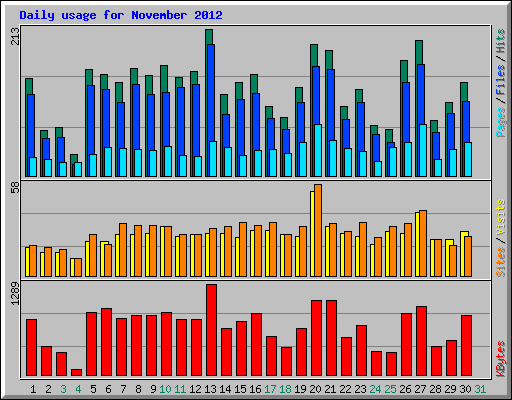 Daily usage for November 2012
213
Pages / Files / Hits
58
Sites / Visits
1289
KBytes
1 2 3 4 5 6 7 8 9 10 11 12 13 14 15 16 17 18 19 20 21 22 23 24 25 26 27 28 29 30 31